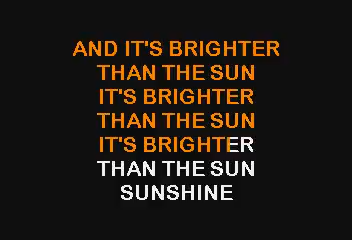 AND IT'S BRIGHTER
THAN THE SUN
IT'S BRIGHTER
THAN THE SUN
IT'S BRIGHTER
THAN THE SUN
SUNSHINE